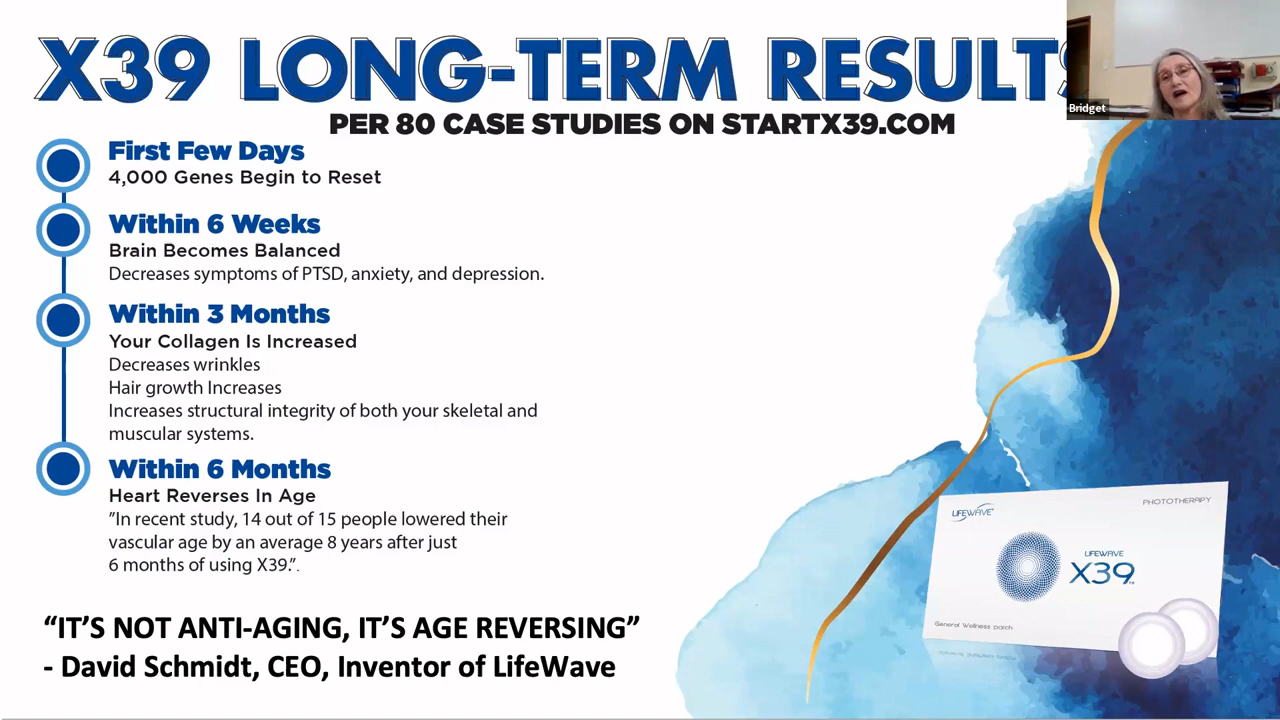 X39 LONG-TERM RESULTS
Bridget
PER 80 CASE STUDIES ON STARTX39.COM
First Few Days
4,000 Genes Begin to Reset
Within 6 Weeks
Brain Becomes Balanced
Decreases symptoms of PTSD, anxiety, and depression.
Within 3 Months
Your Collagen Is Increased
Decreases wrinkles
Hair growth Increases
Increases structural integrity of both your skeletal and
muscular systems.
Within 6 Months
Heart Reverses In Age
"In recent study, 14 out of 15 people lowered their
vascular age by an average 8 years after just
6 months of using X39.".
"IT'S NOT ANTI-AGING, IT'S AGE REVERSING"
- David Schmidt, CEO, Inventor of LifeWave
LIFEWAVE
PHOTOTHERAPY
LIFEWAVE
X39
General Wellness patch